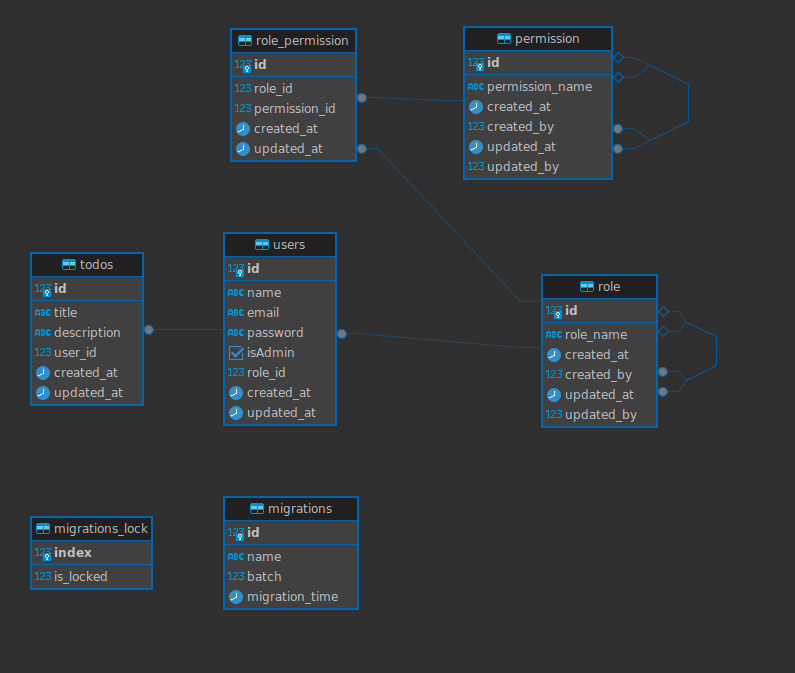 role_permission
123 id
123 role_id
123 permission_id
created_at
updated_at
permission
123 id
ABC permission_name
created_at
123 created_by
updated_at
123 updated_by
todos
123 id
ABC title
ABC description
123 user_id
created_at
updated_at
users
123 id
ABC name
ABC email
ABC password
isAdmin
123 role_id
created_at
updated_at
role
123 id
ABC role_name
created_at
123 created_by
updated_at
123 updated_by
migrations_lock
123 index
123 is_locked
migrations
123 id
ABC name
123 batch
migration_time